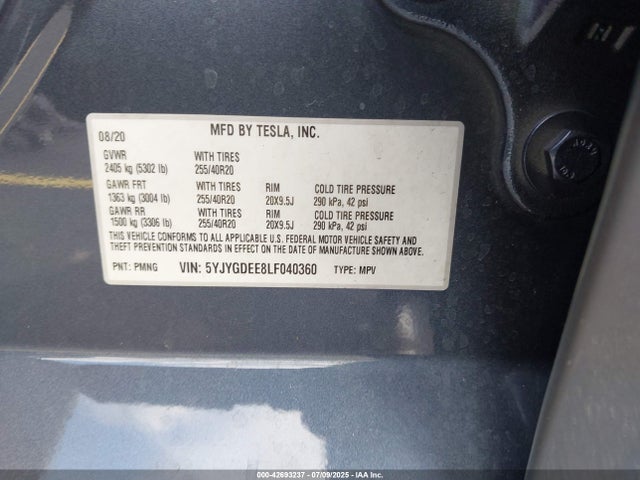 08/20 MFD BY TESLA, INC.
GVWR WITH TIRES
2405 kg (5302 lb) 255/40R20
GAWR FRT WITH TIRES RIM COLD TIRE PRESSURE
1363 kg (3004 lb) 255/40R20 20X9.5J 290 kPa, 42 psi
GAWR RR WITH TIRES RIM COLD TIRE PRESSURE
1500 kg (3306 lb) 255/40R20 20X9.5J 290 kPa, 42 psi
THIS VEHICLE CONFORMS TO ALL APPLICABLE U.S. FEDERAL MOTOR VEHICLE SAFETY AND
THEFT PREVENTION STANDARDS IN EFFECT ON THE DATE OF MANUFACTURE SHOWN ABOVE.
PNT: PMNG VIN: 5YJYGDEE8LF040360 TYPE: MPV
000-42693237 - 07/09/2025 - IAA Holdings, LLC.